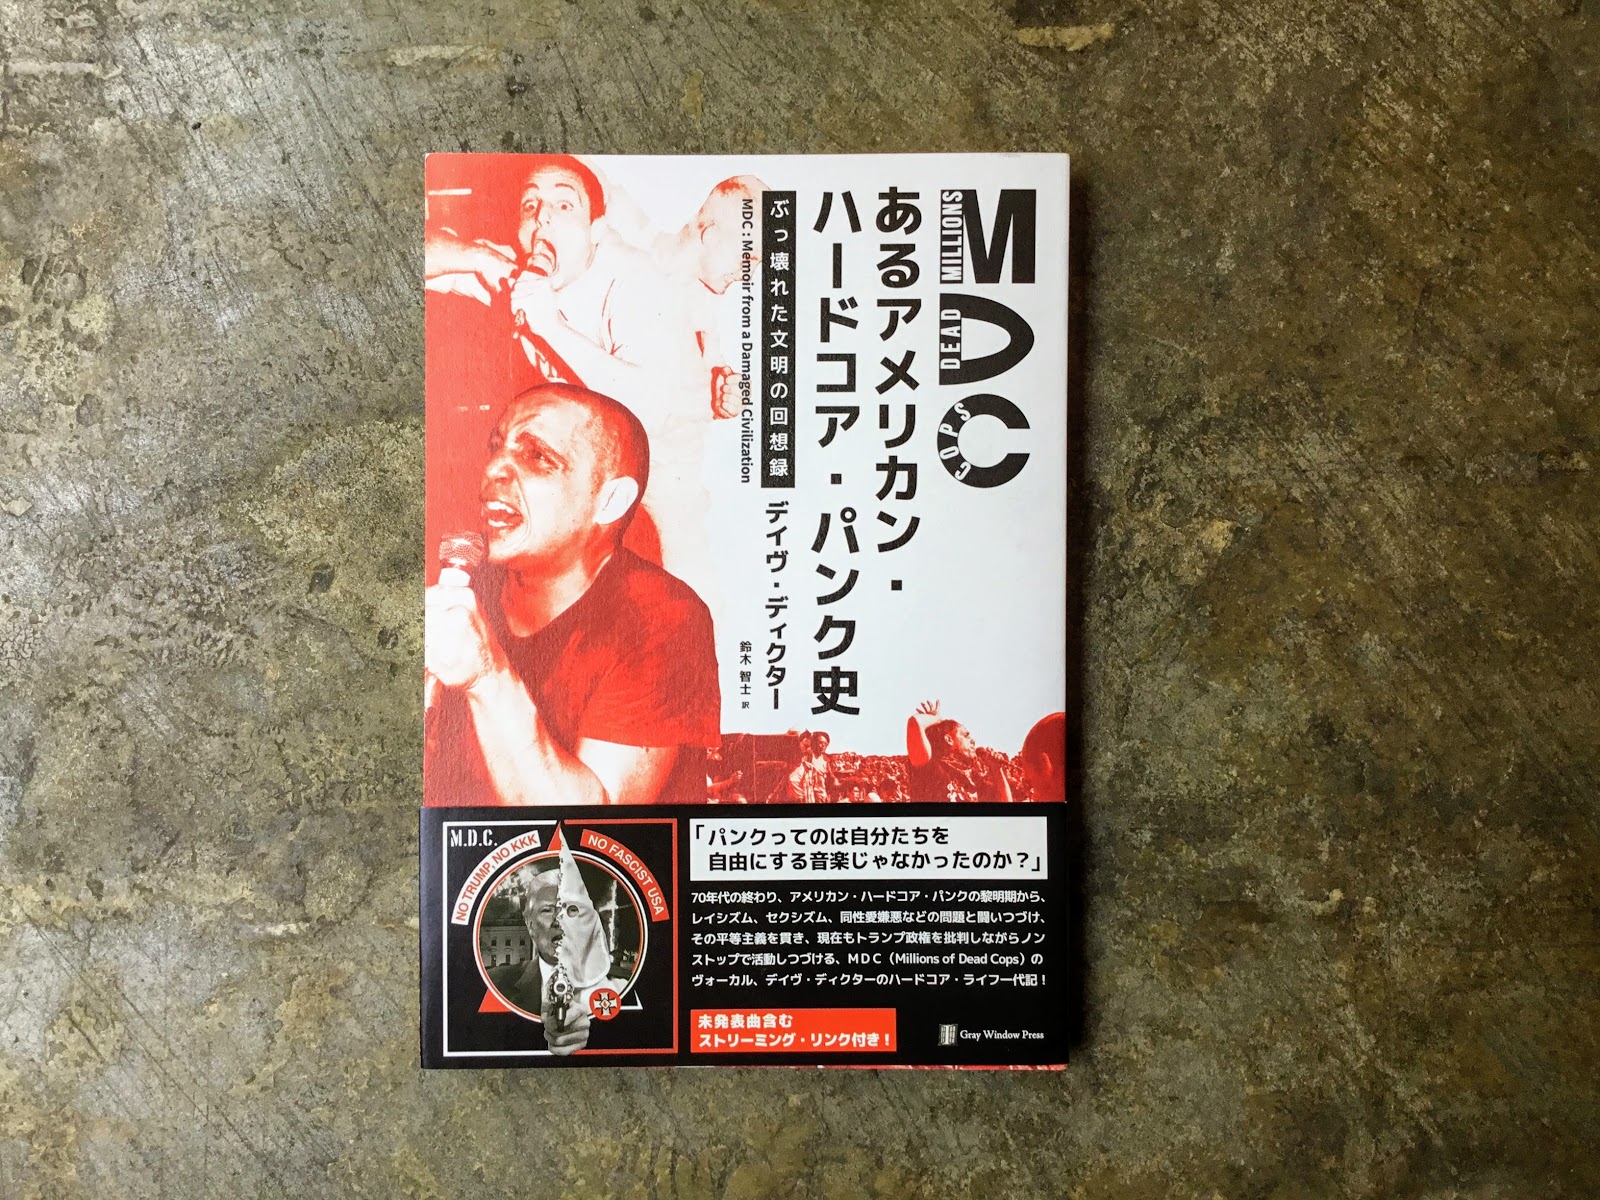 MDC
MILLIONS
DEAD
COPS
あるアメリカン・
ハードコア・パンク史
ぶっ壊れた文明の回想録
MDC : Memoir from a Damaged Civilization
デイヴ・ディクター
鈴木 智士 訳
M.D.C.
NO TRUMP, NO KKK
NO FASCIST USA
「パンクってのは自分たちを
自由にする音楽じゃなかったのか？」
70年代の終わり、アメリカン・ハードコア・パンクの黎明期から、
レイシズム、セクシズム、同性愛嫌悪などの問題と闘いつづけ、
その平等主義を貫き、現在もトランプ政権を批判しながらノン
ストップで活動しつづける、MDC（Millions of Dead Cops）の
ヴォーカル、デイヴ・ディクターのハードコア・ライフ一代記！
未発表曲含む
ストリーミング・リンク付き！
Gray Window Press